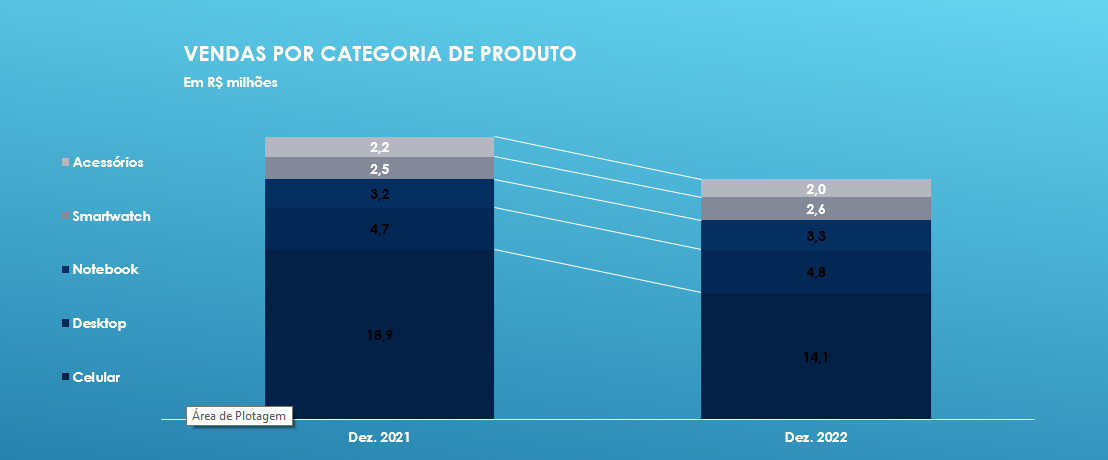 VENDAS POR CATEGORIA DE PRODUTO
Em R$ milhões
Acessórios
Smartwatch
Notebook
Desktop
Celular
2,2
2,5
3,2
4,7
18,9
2,0
2,6
3,3
4,8
14,1
Área de Plotagem
Dez. 2021
Dez. 2022